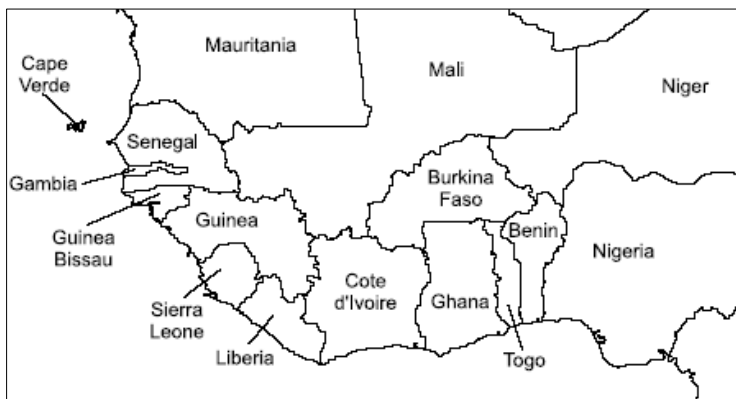 Mauritania
Cape
Verde
Mali
Niger
Senegal
Gambia
Burkina
Faso
Guinea
Benin
Guinea
Bissau
Nigeria
Cote
d'Ivoire
Ghana
Sierra
Leone
Liberia
Togo